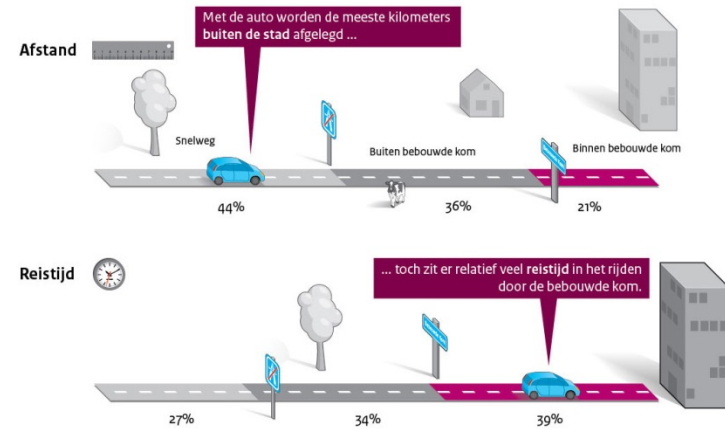 Met de auto worden de meeste kilometers
buiten de stad afgelegd ...
Afstand
Snelweg
Buiten bebouwde kom
Binnen bebouwde kom
44%
36%
21%
Reistijd
... toch zit er relatief veel reistijd in het rijden
door de bebouwde kom.
27%
34%
39%